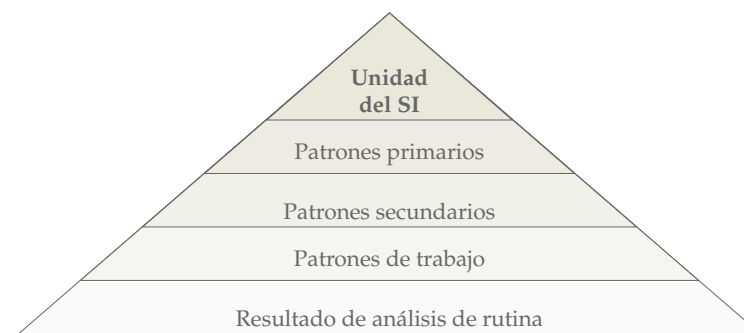 Unidad
del SI
Patrones primarios
Patrones secundarios
Patrones de trabajo
Resultado de análisis de rutina